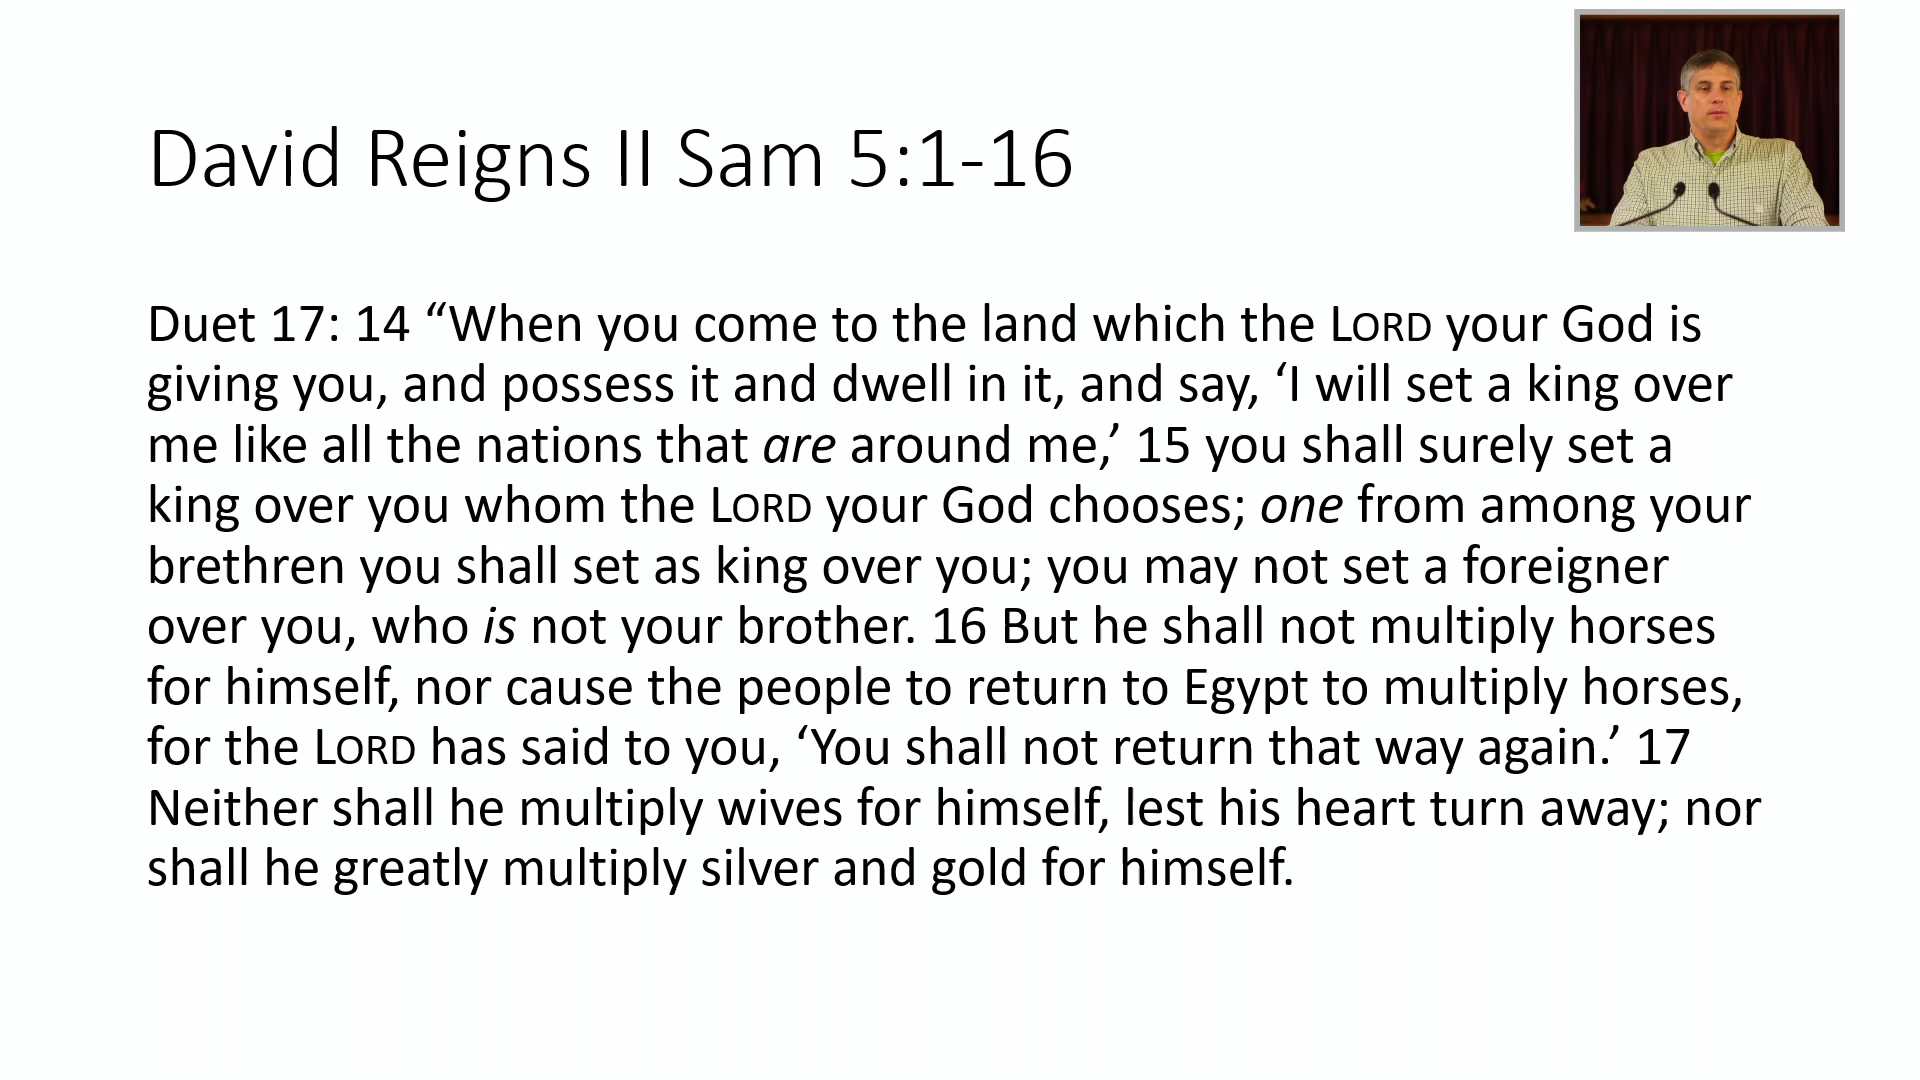 David Reigns II Sam 5:1-16
Duet 17: 14 “When you come to the land which the LORD your God is
giving you, and possess it and dwell in it, and say, ‘I will set a king over
me like all the nations that are around me,’ 15 you shall surely set a
king over you whom the LORD your God chooses; one from among your
brethren you shall set as king over you; you may not set a foreigner
over you, who is not your brother. 16 But he shall not multiply horses
for himself, nor cause the people to return to Egypt to multiply horses,
for the LORD has said to you, ‘You shall not return that way again.’ 17
Neither shall he multiply wives for himself, lest his heart turn away; nor
shall he greatly multiply silver and gold for himself.